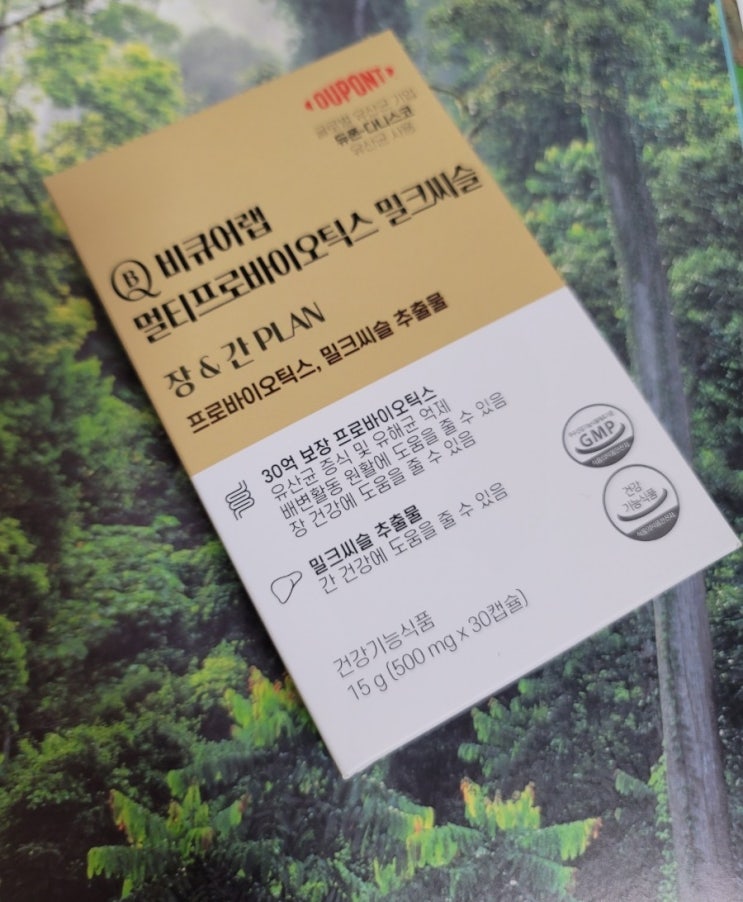 DUPONT
글로벌 유산균 기업
듀폰-다니스코
유산균 사용
B 비큐어랩
멀티프로바이오틱스 밀크씨슬
장 & 간 PLAN
프로바이오틱스, 밀크씨슬 추출물
30억 보장 프로바이오틱스
유산균 증식 및 유해균 억제
배변활동 원활에 도움을 줄 수 있음
장 건강에 도움을 줄 수 있음
밀크씨슬 추출물
간 건강에 도움을 줄 수 있음
GMP
건강
기능식품
건강기능식품
15 g (500 mg x 30캡슐)